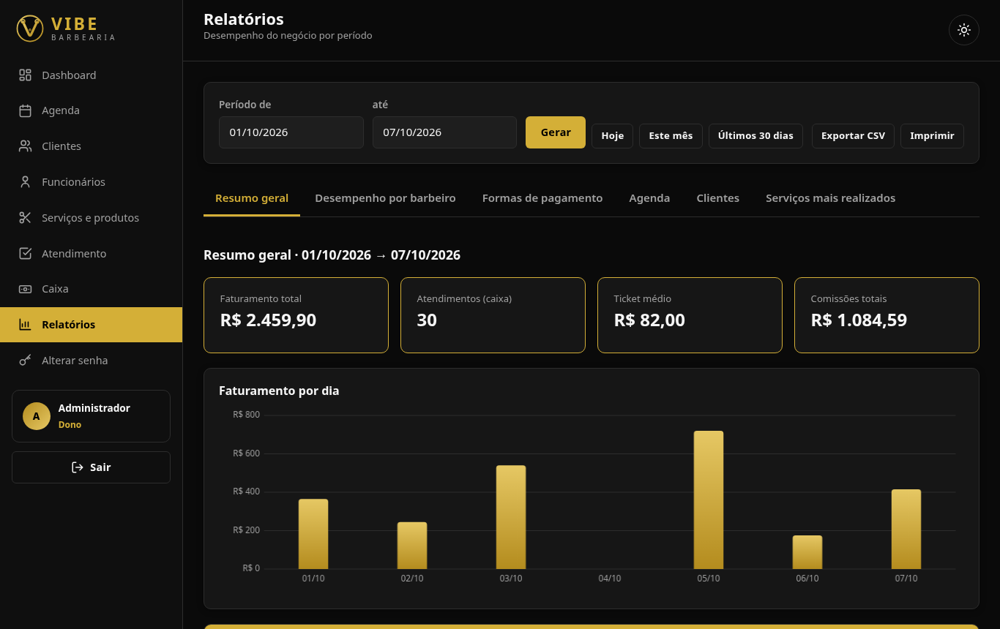 VIBE
BARBEARIA
Dashboard
Agenda
Clientes
Funcionários
Serviços e produtos
Atendimento
Caixa
Relatórios
Alterar senha
A
Administrador
Dono
Sair
Relatórios
Desempenho do negócio por período
Período de
até
01/10/2026
07/10/2026
Gerar
Hoje
Este mês
Últimos 30 dias
Exportar CSV
Imprimir
Resumo geral
Desempenho por barbeiro
Formas de pagamento
Agenda
Clientes
Serviços mais realizados
Resumo geral · 01/10/2026 → 07/10/2026
Faturamento total
R$ 2.459,90
Atendimentos (caixa)
30
Ticket médio
R$ 82,00
Comissões totais
R$ 1.084,59
Faturamento por dia
R$ 800
R$ 600
R$ 400
R$ 200
R$ 0
01/10
02/10
03/10
04/10
05/10
06/10
07/10